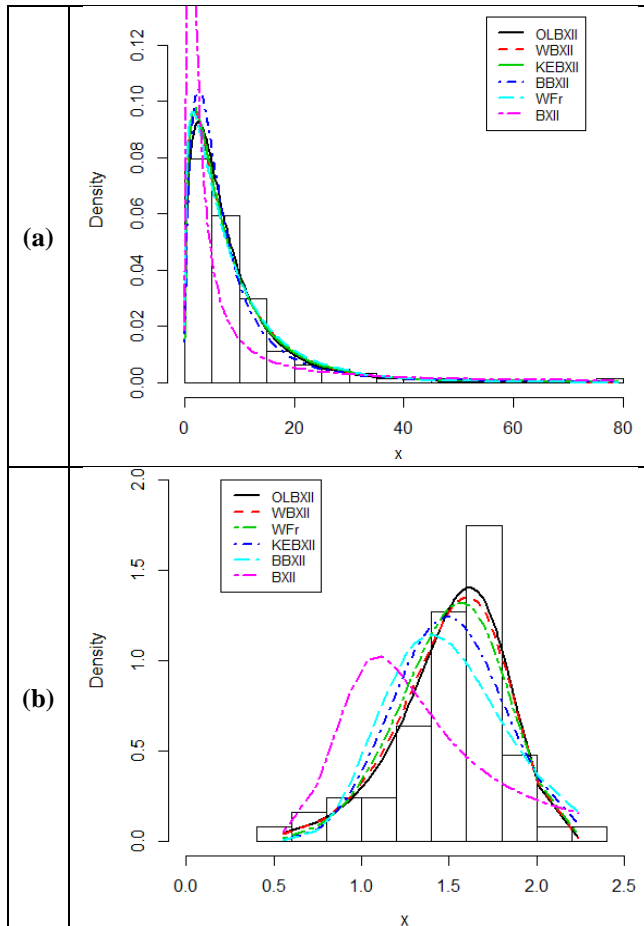 (a)
Density
0.00 0.02 0.04 0.06 0.08 0.10 0.12
OLBXII
WBXII
KEBXII
BBXII
WFr
BXII
0 20 40 60 80
x
(b)
Density
0.0 0.5 1.0 1.5 2.0
OLBXII
WBXII
WFr
KEBXII
BBXII
BXII
0.0 0.5 1.0 1.5 2.0 2.5
x